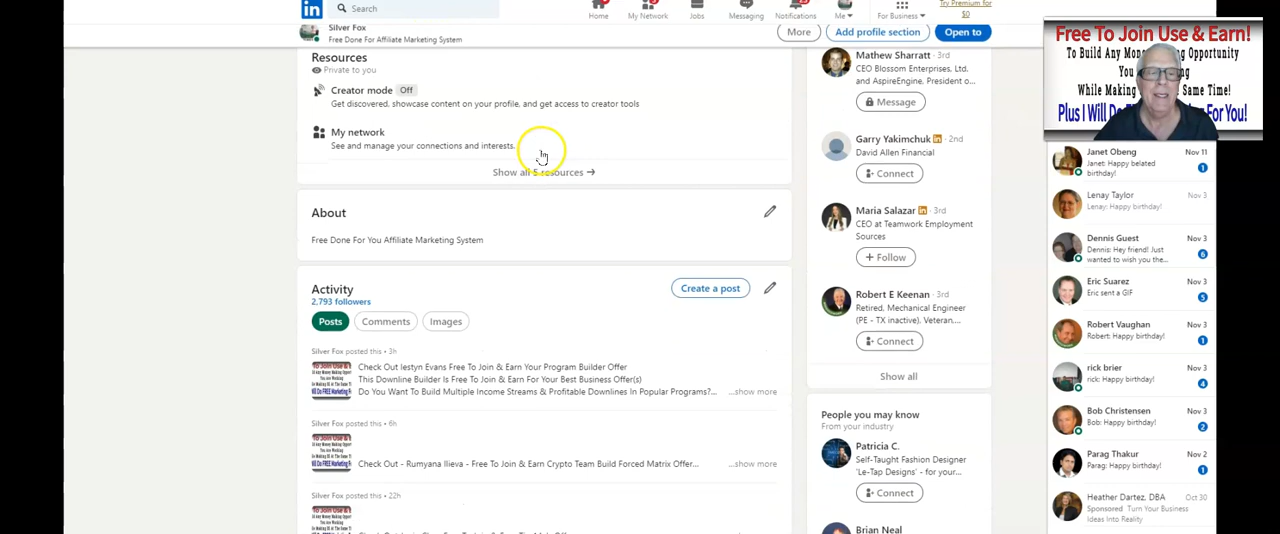 in
Search
Home
My Network
Jobs
Messaging
Notifications
Me
For Business
Try Premium for
$0
Silver Fox
Free Done For Affiliate Marketing System
More
Add profile section
Open to
Resources
Private to you
Creator mode Off
Get discovered, showcase content on your profile, and get access to creator tools
My network
See and manage your connections and interests.
Show all 5 resources →
About
Free Done For You Affiliate Marketing System
Activity
2,793 followers
Create a post
Posts
Comments
Images
Silver Fox posted this • 3h
Check Out Iestyn Evans Free To Join & Earn Your Program Builder Offer
This Downline Builder Is Free To Join & Earn For Your Best Business Offer(s)
Do You Want To Build Multiple Income Streams & Profitable Downlines In Popular Programs?... ...show more
Silver Fox posted this • 6h
Check Out - Rumyana Ilieva - Free To Join & Earn Crypto Team Build Forced Matrix Offer... ...show more
Silver Fox posted this • 22h
Mathew Sharratt · 3rd
CEO Blossom Enterprises, Ltd.
and AspireEngine, President o...
Message
Garry Yakimchuk in · 2nd
David Allen Financial
Connect
Maria Salazar in · 3rd
CEO at Teamwork Employment
Sources
+ Follow
Robert E Keenan · 3rd
Retired, Mechanical Engineer
(PE - TX inactive), Veteran,...
Connect
Show all
People you may know
From your industry
Patricia C.
Self-Taught Fashion Designer
'Le-Tap Designs' - for your...
Connect
Brian Neal
Free To Join Use & Earn!
To Build Any Mone Opportunity
You A ing
While Making Same Time!
Plus I Will D For You!
Janet Obeng Nov 11
Janet: Happy belated
birthday! 1
Lenay Taylor Nov 3
Lenay: Happy birthday!
Dennis Guest Nov 3
Dennis: Hey friend! Just
wanted to wish you the... 6
Eric Suarez Nov 3
Eric sent a GIF 5
Robert Vaughan Nov 3
Robert: Happy birthday! 1
rick brier Nov 3
rick: Happy birthday! 4
Bob Christensen Nov 3
Bob: Happy birthday! 2
Parag Thakur Nov 2
Parag: Happy birthday! 1
Heather Dartez, DBA Oct 30
Sponsored Turn Your Business
Ideas Into Reality